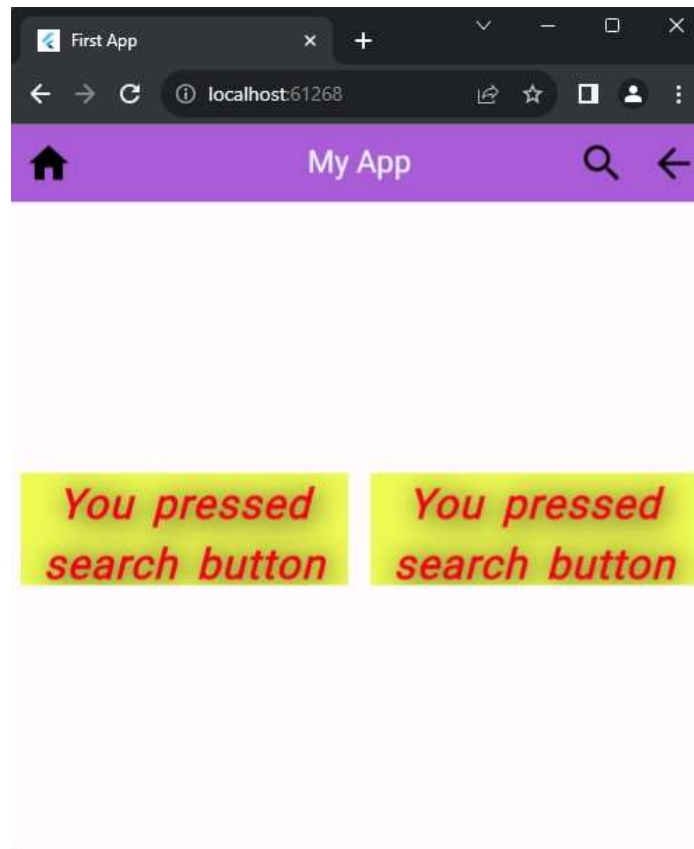 First App
localhost:61268
My App
You pressed
search button
You pressed
search button